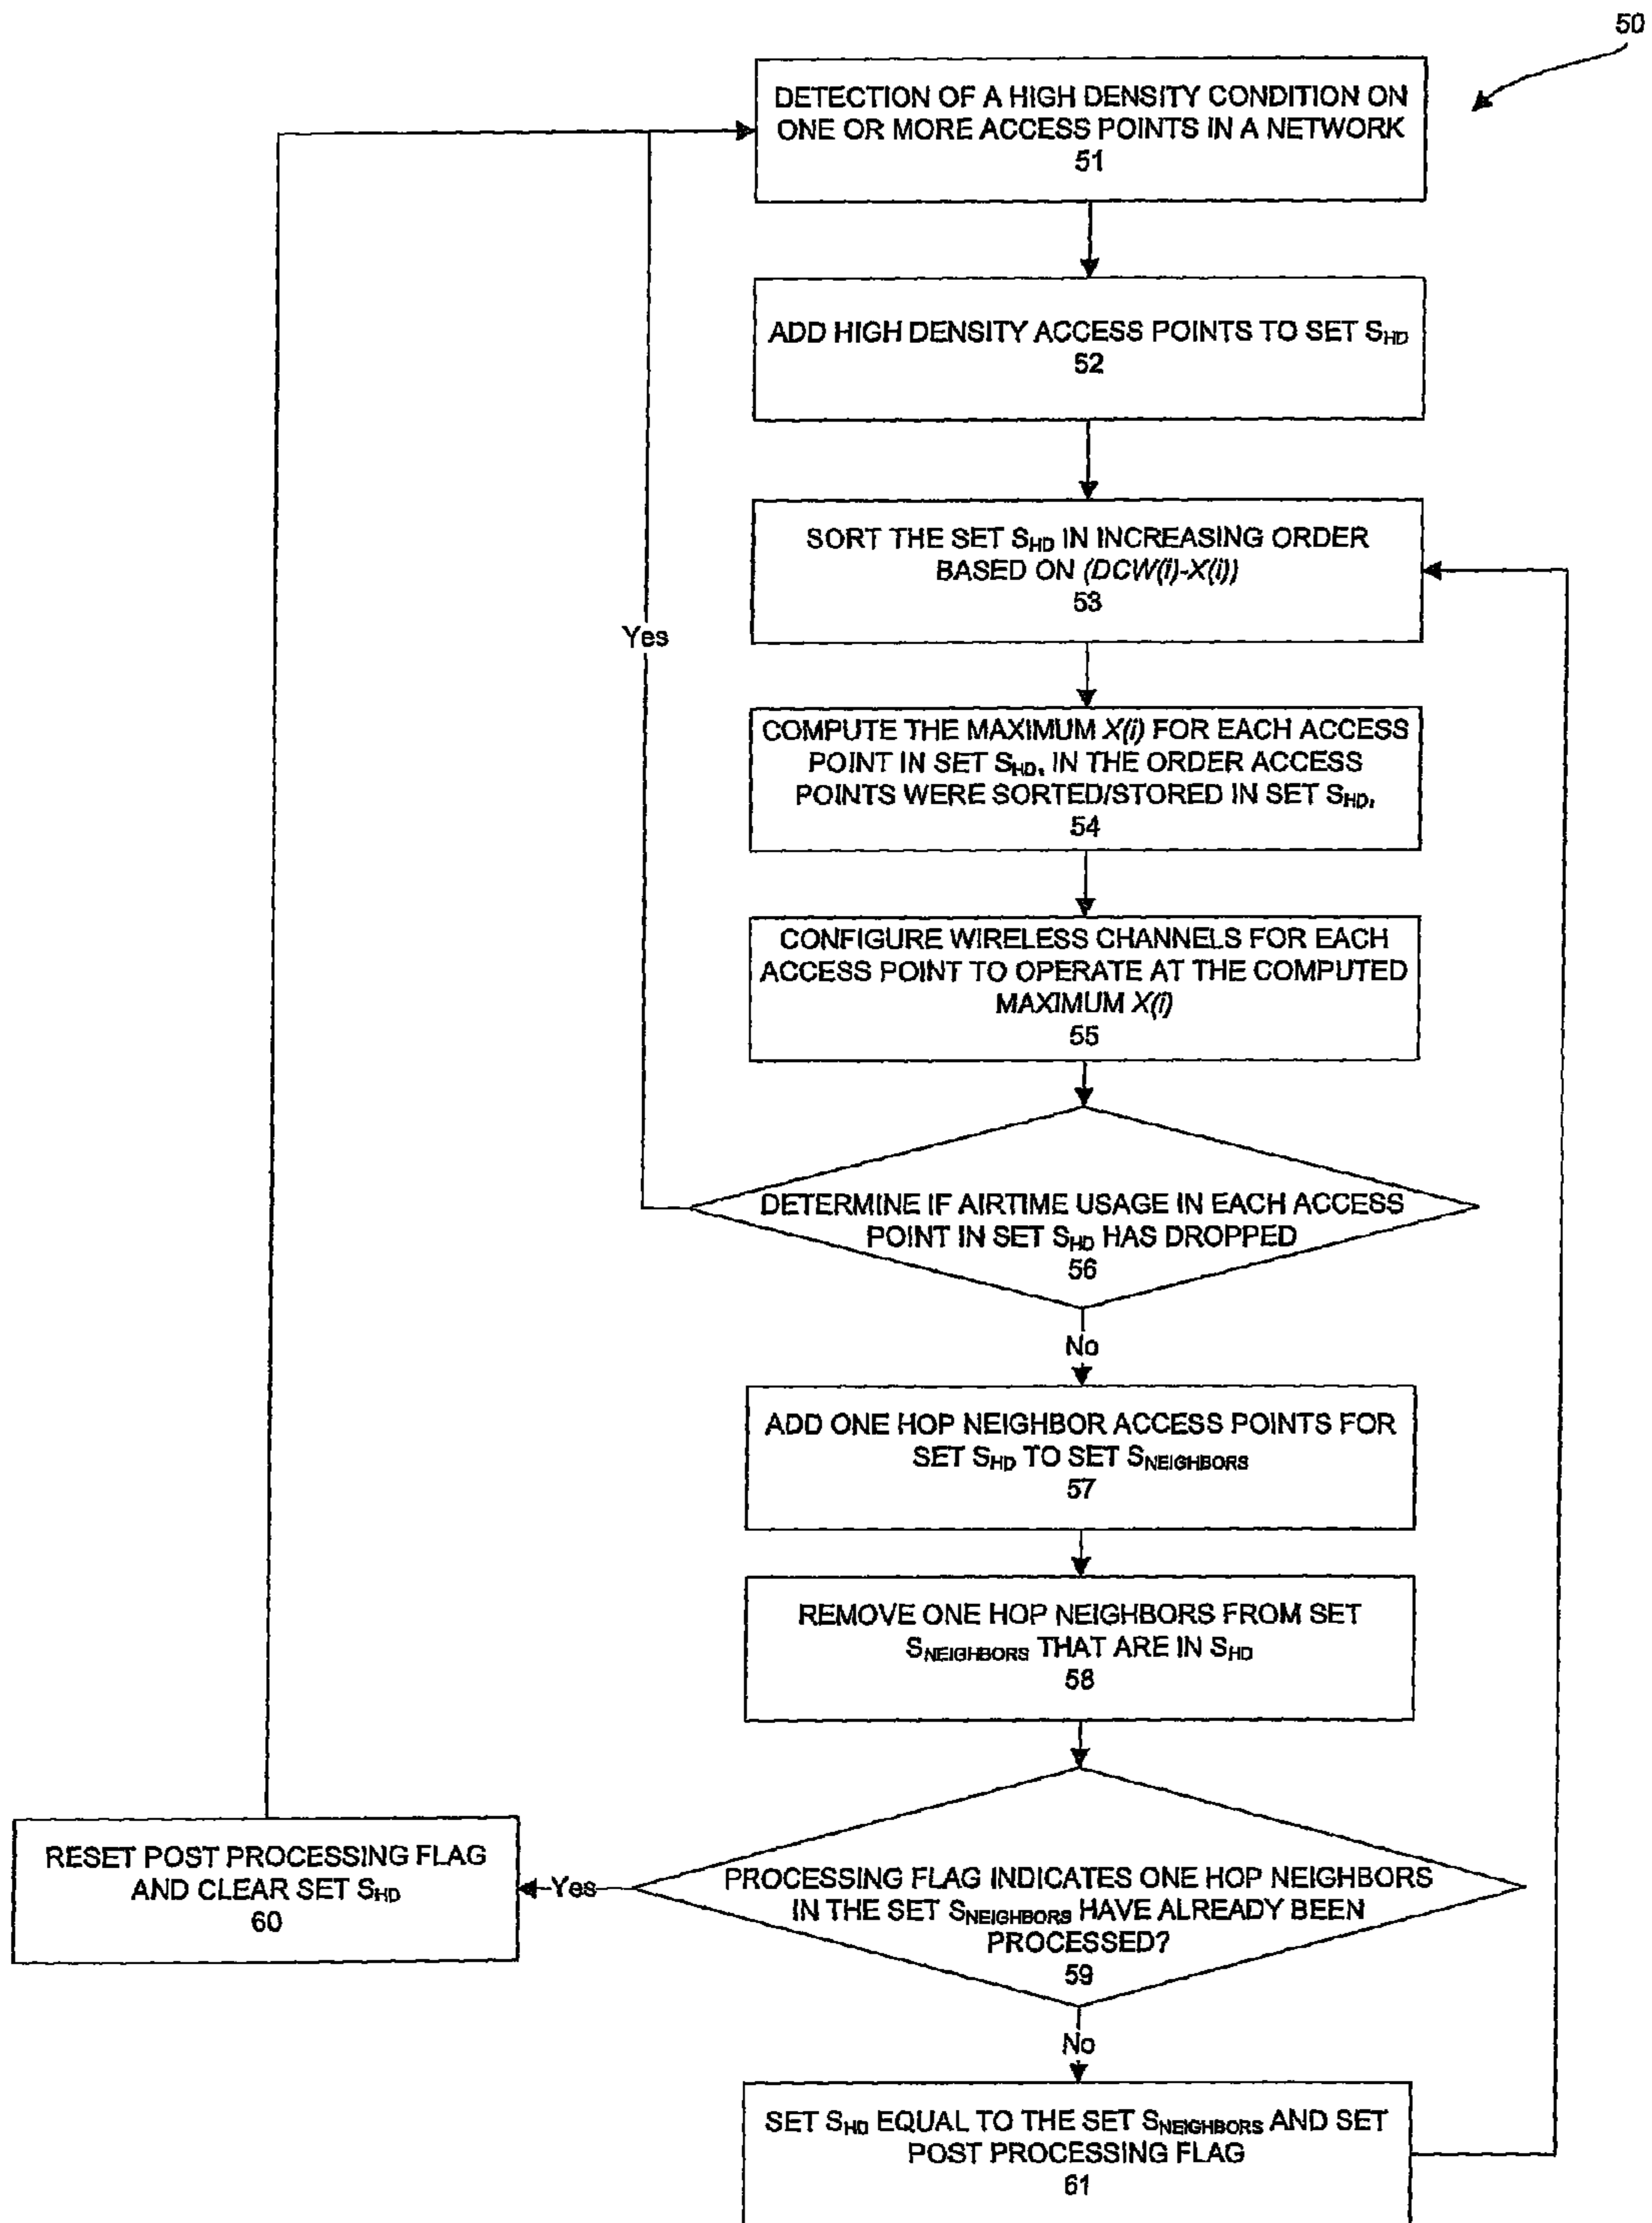 50
DETECTION OF A HIGH DENSITY CONDITION ON
ONE OR MORE ACCESS POINTS IN A NETWORK
51
ADD HIGH DENSITY ACCESS POINTS TO SET SHD
52
SORT THE SET SHD IN INCREASING ORDER
BASED ON (DCW(i)-X(i))
53
Yes
COMPUTE THE MAXIMUM X(i) FOR EACH ACCESS
POINT IN SET SHD, IN THE ORDER ACCESS
POINTS WERE SORTED/STORED IN SET SHD,
54
CONFIGURE WIRELESS CHANNELS FOR EACH
ACCESS POINT TO OPERATE AT THE COMPUTED
MAXIMUM X(i)
55
DETERMINE IF AIRTIME USAGE IN EACH ACCESS
POINT IN SET SHD HAS DROPPED
56
No
ADD ONE HOP NEIGHBOR ACCESS POINTS FOR
SET SHD TO SET SNEIGHBORS
57
REMOVE ONE HOP NEIGHBORS FROM SET
SNEIGHBORS THAT ARE IN SHD
58
RESET POST PROCESSING FLAG
AND CLEAR SET SHD
60
Yes
PROCESSING FLAG INDICATES ONE HOP NEIGHBORS
IN THE SET SNEIGHBORS HAVE ALREADY BEEN
PROCESSED?
59
No
SET SHD EQUAL TO THE SET SNEIGHBORS AND SET
POST PROCESSING FLAG
61